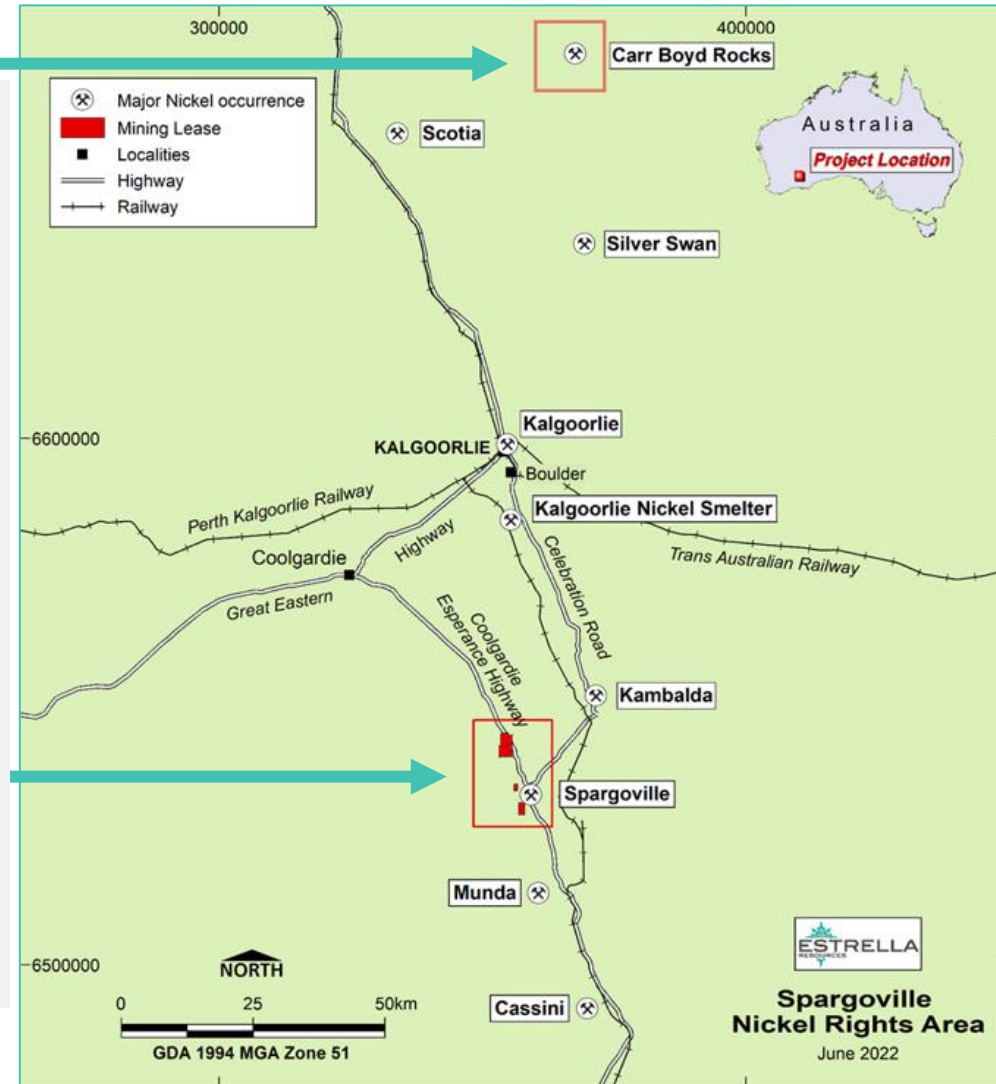 300000
400000
Carr Boyd Rocks
Major Nickel occurrence
Mining Lease
Localities
Highway
Railway
Scotia
Australia
Project Location
Silver Swan
6600000
Kalgoorlie
KALGOORLIE
Boulder
Perth Kalgoorlie Railway
Kalgoorlie Nickel Smelter
Highway
Coolgardie
Celebration Road
Trans Australian Railway
Great Eastern
Coolgardie
Esperance Highway
Kambalda
Spargoville
Munda
6500000
NORTH
ESTRELLA
RESOURCES
Cassini
Spargoville
Nickel Rights Area
June 2022
0 25 50km
GDA 1994 MGA Zone 51